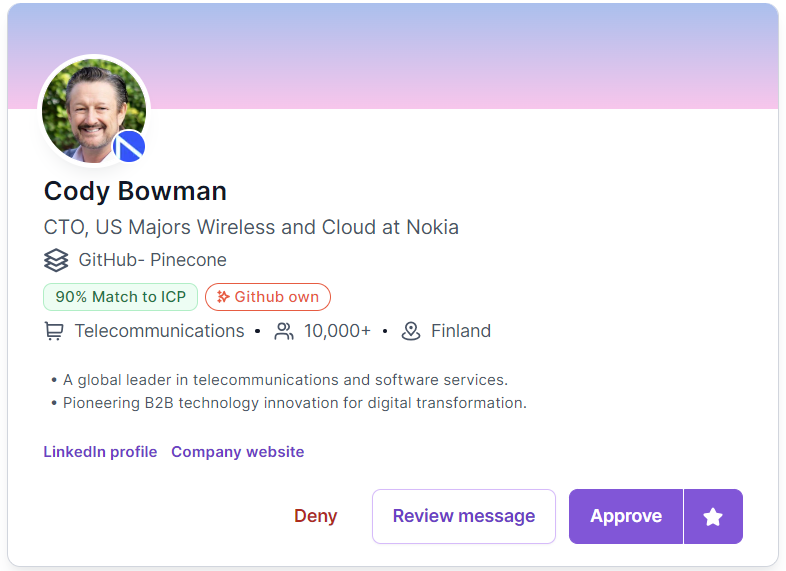 Cody Bowman
CTO, US Majors Wireless and Cloud at Nokia
GitHub- Pinecone
90% Match to ICP Github own
Telecommunications • 10,000+ • Finland
• A global leader in telecommunications and software services.
• Pioneering B2B technology innovation for digital transformation.
LinkedIn profile Company website
Deny Review message Approve